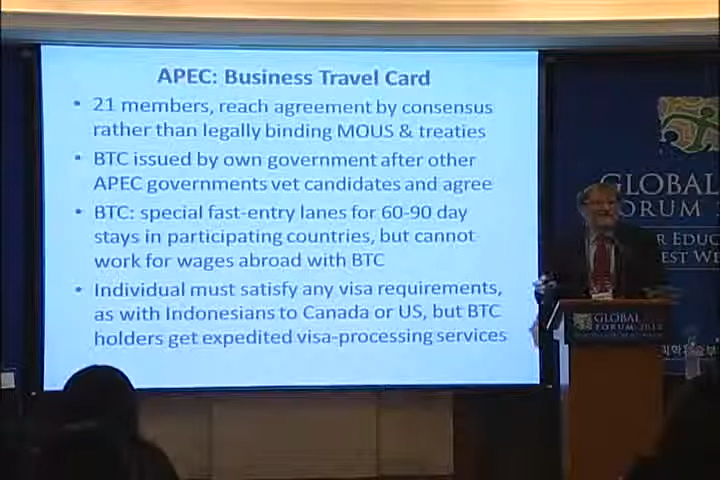 APEC: Business Travel Card
• 21 members, reach agreement by consensus
rather than legally binding MOUS & treaties
• BTC issued by own government after other
APEC governments vet candidates and agree
• BTC: special fast-entry lanes for 60-90 day
stays in participating countries, but cannot
work for wages abroad with BTC
• Individual must satisfy any visa requirements,
as with Indonesians to Canada or US, but BTC
holders get expedited visa-processing services
GLOBAL
FORUM
GLOBAL
FORUM